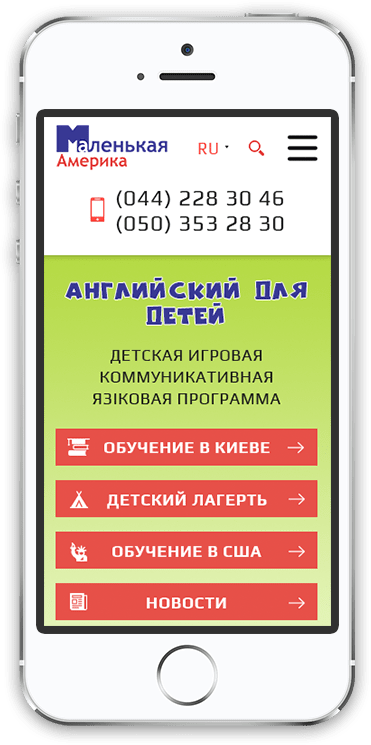 Маленькая
Америка
RU
(044) 228 30 46
(050) 353 28 30
АНГЛИЙСКИЙ ДЛЯ
ДЕТЕЙ
ДЕТСКАЯ ИГРОВАЯ
КОММУНИКАТИВНАЯ
ЯЗІКОВАЯ ПРОГРАММА
ОБУЧЕНИЕ В КИЕВЕ
ДЕТСКИЙ ЛАГЕРТЬ
ОБУЧЕНИЕ В США
НОВОСТИ